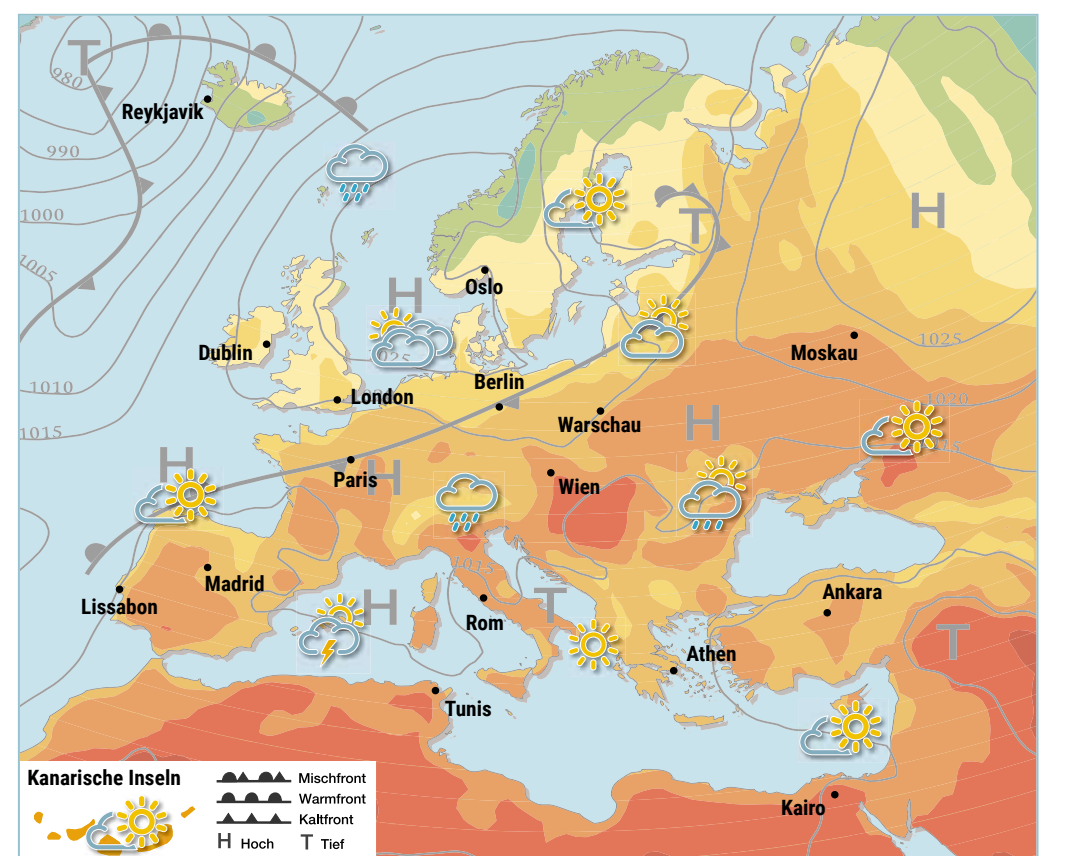 T
980
Reykjavik
990
1000
H
T
1005
Oslo
H
1025
Dublin
Moskau
1025
Berlin
1010
London
1020
Warschau
H
1015
H
Paris
H
Wien
1015
Madrid
Lissabon
Ankara
H
T
Rom
T
Athen
Tunis
Kanarische Inseln
Mischfront
Warmfront
Kaltfront
H Hoch
T Tief
Kairo